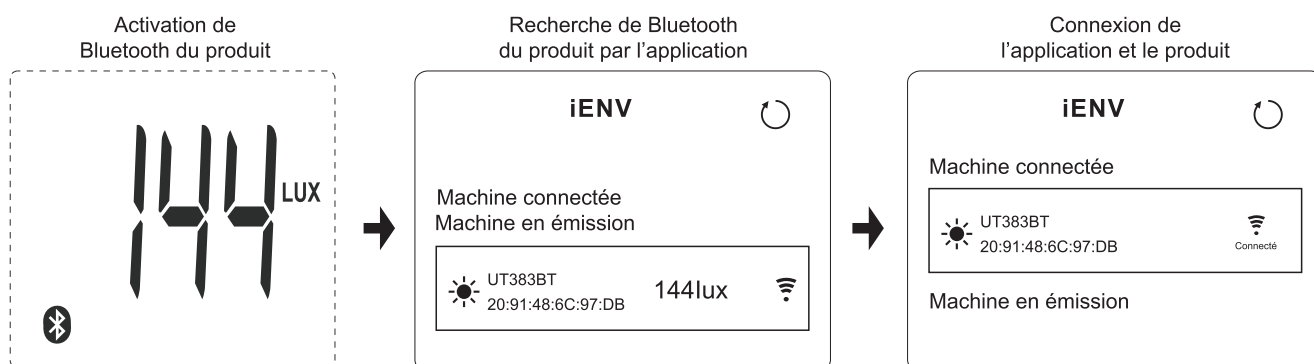 Activation de
Bluetooth du produit
144 LUX
Recherche de Bluetooth
du produit par l'application
iENV
Machine connectée
Machine en émission
UT383BT
20:91:48:6C:97:DB
144lux
Connexion de
l'application et le produit
iENV
Machine connectée
UT383BT
20:91:48:6C:97:DB
Connecté
Machine en émission